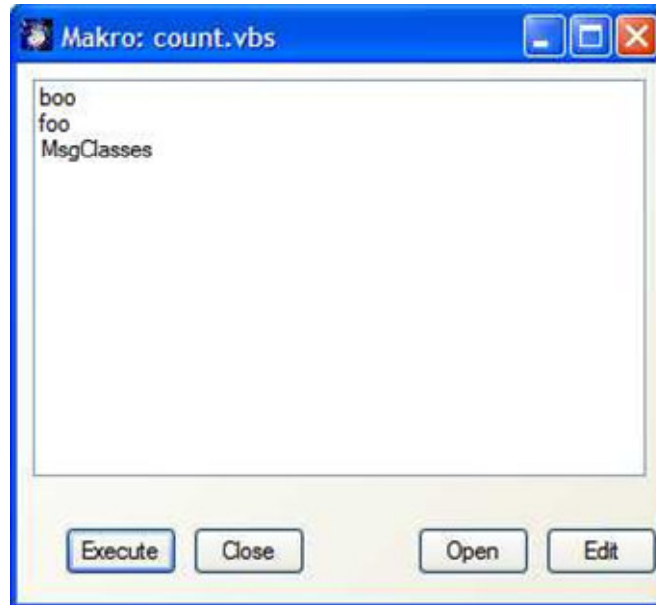 Makro: count.vbs
boo
foo
MsgClasses
Execute Close Open Edit